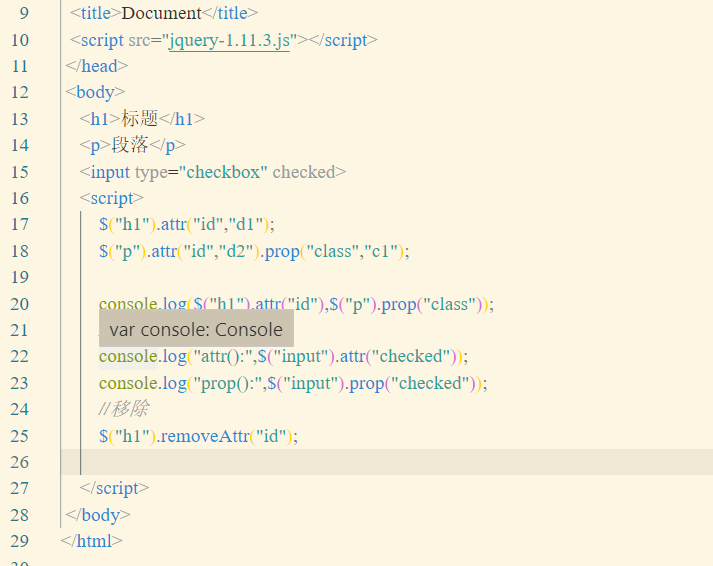 9 <title>Document</title>
10 <script src="jquery-1.11.3.js"></script>
11 </head>
12 <body>
13 <h1>标题</h1>
14 <p>段落</p>
15 <input type="checkbox" checked>
16 <script>
17 $("h1").attr("id","d1");
18 $("p").attr("id","d2").prop("class","c1");
19
20 console.log($("h1").attr("id"),$("p").prop("class"));
21 var console: Console
22 console.log("attr():",$("input").attr("checked"));
23 console.log("prop():",$("input").prop("checked"));
24 //移除
25 $("h1").removeAttr("id");
26
27 </script>
28 </body>
29 </html>